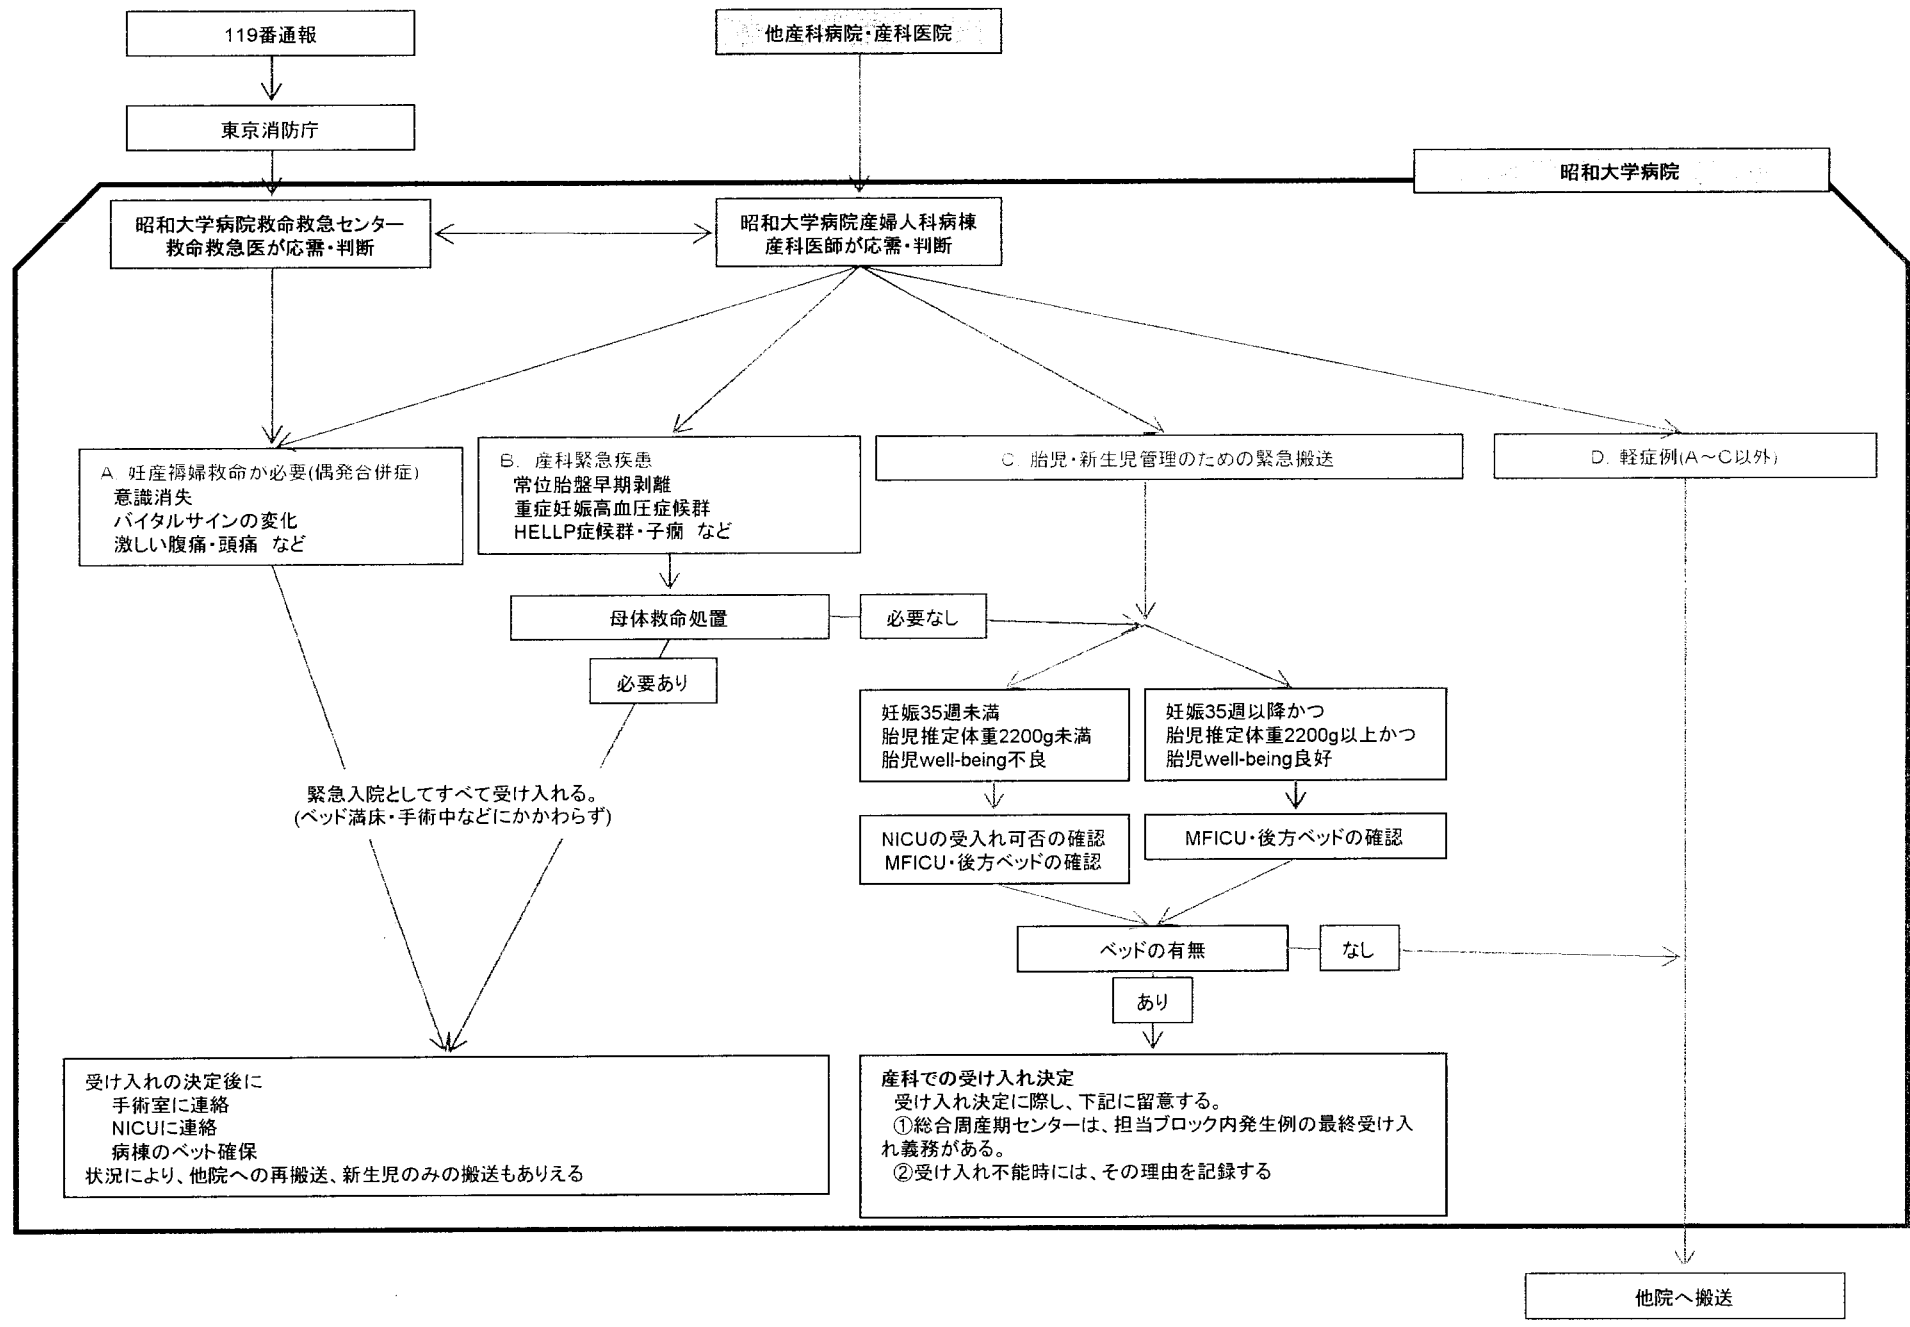 119番通報
他産科病院・産科医院
東京消防庁
昭和大学病院
昭和大学病院救命救急センター
救命救急医が応需・判断
昭和大学病院産婦人科病棟
産科医師が応需・判断
A. 妊産褥婦救命が必要(偶発合併症)
意識消失
バイタルサインの変化
激しい腹痛・頭痛 など
B. 産科緊急疾患
常位胎盤早期剥離
重症妊娠高血圧症候群
HELLP症候群・子癇 など
C. 胎児・新生児管理のための緊急搬送
D. 軽症例(A～C以外)
母体救命処置
必要なし
必要あり
妊娠35週未満
胎児推定体重2200g未満
胎児well-being不良
妊娠35週以降かつ
胎児推定体重2200g以上かつ
胎児well-being良好
緊急入院としてすべて受け入れる。
(ベッド満床・手術中などにかかわらず)
NICUの受入れ可否の確認
MFICU・後方ベッドの確認
MFICU・後方ベッドの確認
ベッドの有無
なし
あり
受け入れの決定後に
手術室に連絡
NICUに連絡
病棟のベット確保
状況により、他院への再搬送、新生児のみの搬送もありえる
産科での受け入れ決定
受け入れ決定に際し、下記に留意する。
①総合周産期センターは、担当ブロック内発生例の最終受け入
れ義務がある。
②受け入れ不能時には、その理由を記録する
他院へ搬送